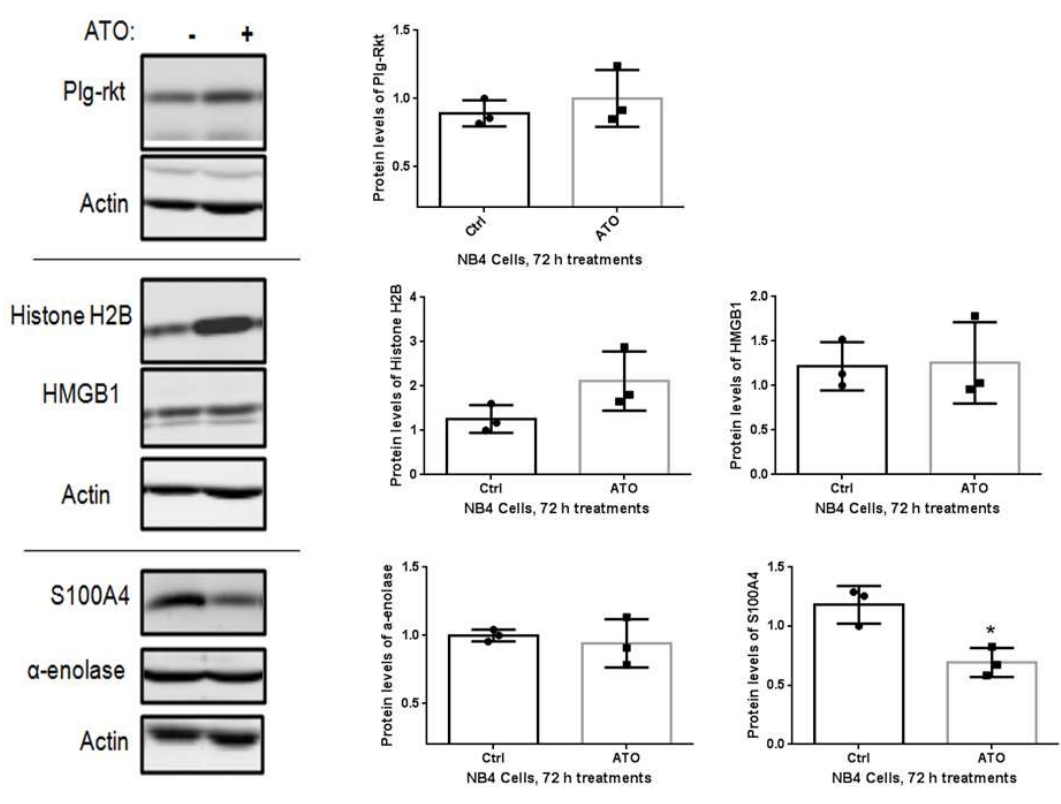 ATO: - +
Plg-rkt
Actin
Histone H2B
HMGB1
Actin
S100A4
α-enolase
Actin
Protein levels of Plg-Rkt
1.5
1.0
0.5
Ctrl
ATO
NB4 Cells, 72 h treatments
Protein levels of Histone H2B
4
3
2
1
0
Ctrl
ATO
NB4 Cells, 72 h treatments
Protein levels of HMGB1
2.0
1.5
1.0
0.5
0.0
Ctrl
ATO
NB4 Cells, 72 h treatments
Protein levels of α-enolase
1.5
1.0
0.5
Ctrl
ATO
NB4 Cells, 72 h treatments
Protein levels of S100A4
1.5
1.0
0.5
0.0
*
Ctrl
ATO
NB4 Cells, 72 h treatments